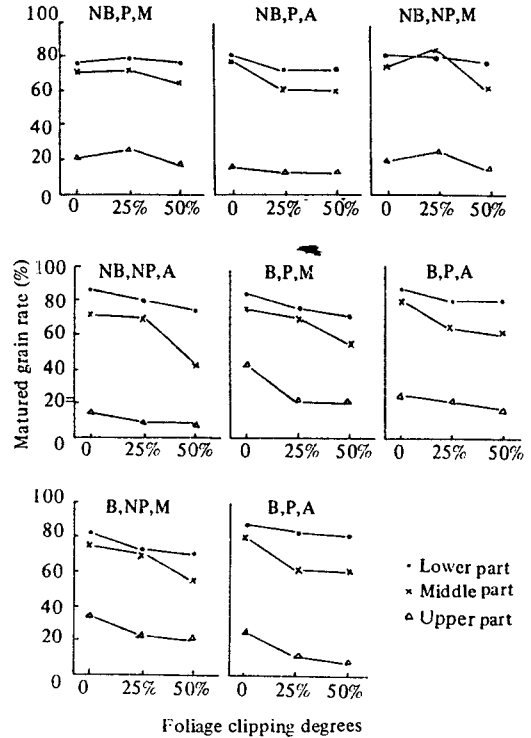 NB,P,M NB,P,A NB,NP,M
100
80
60
40
20
0
0 25% 50% 0 25% 50% 0 25% 50%
NB,NP,A B,P,M B,P,A
100
80
60
40
20
0
0 25% 50% 0 25% 50% 0 25% 50%
Matured grain rate (%)
B,NP,M B,P,A
100
80
60
40
20
0
0 25% 50% 0 25% 50%
Lower part
Middle part
Upper part
Foliage clipping degrees